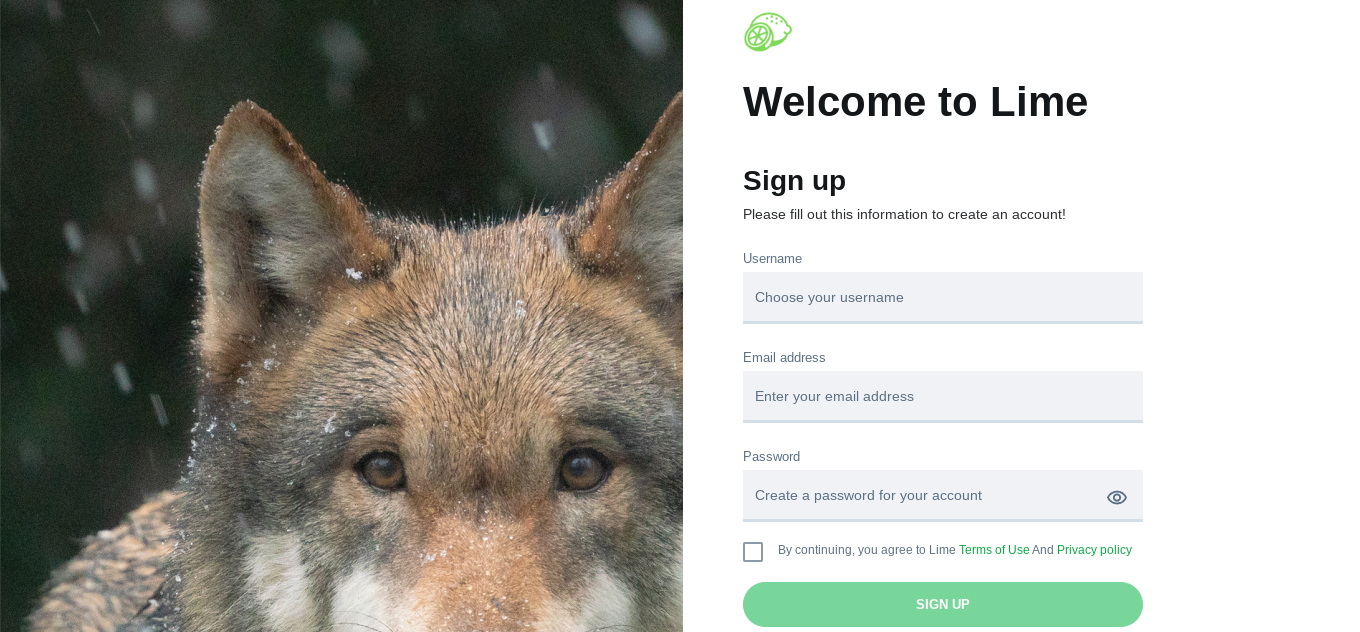 Welcome to Lime
Sign up
Please fill out this information to create an account!
Username
Choose your username
Email address
Enter your email address
Password
Create a password for your account
By continuing, you agree to Lime Terms of Use And Privacy policy
SIGN UP